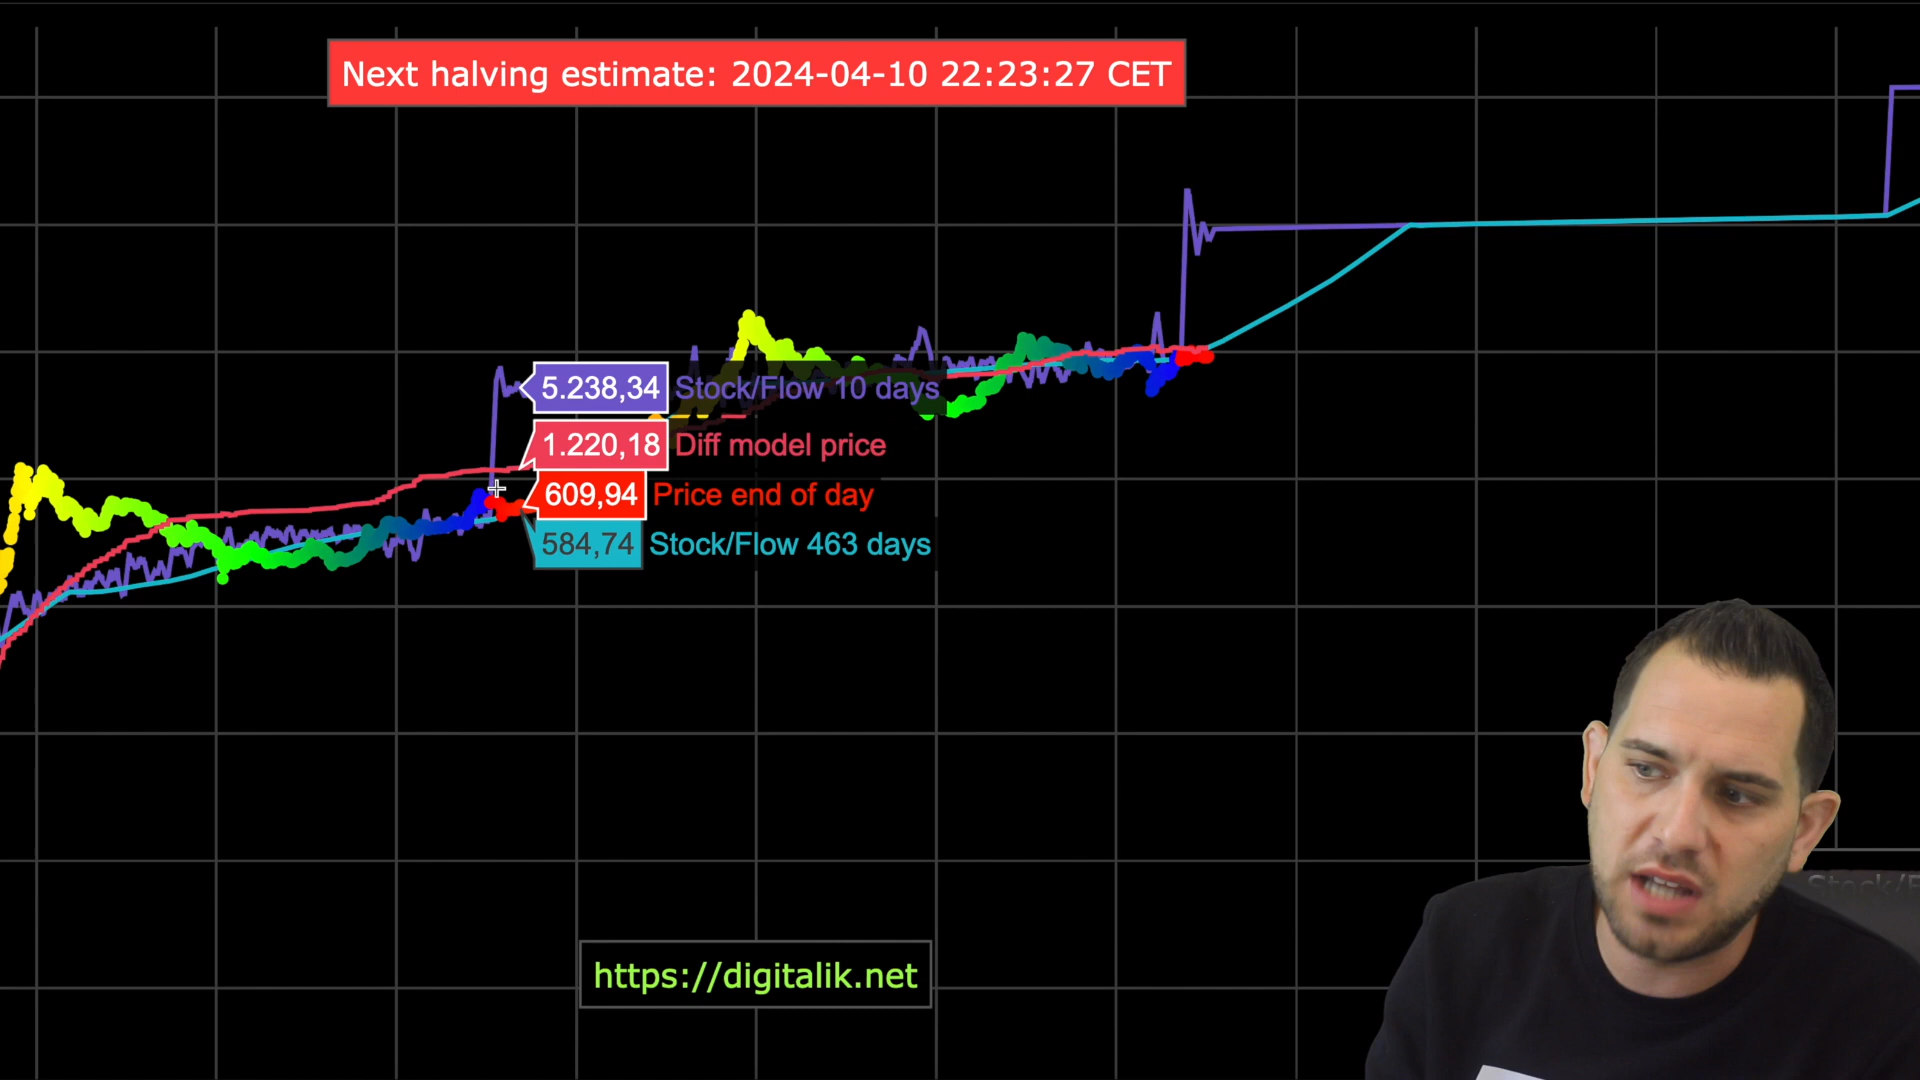 Next halving estimate: 2024-04-10 22:23:27 CET
5.238,34 Stock/Flow 10 days
1.220,18 Diff model price
609,94 Price end of day
584,74 Stock/Flow 463 days
https://digitalik.net